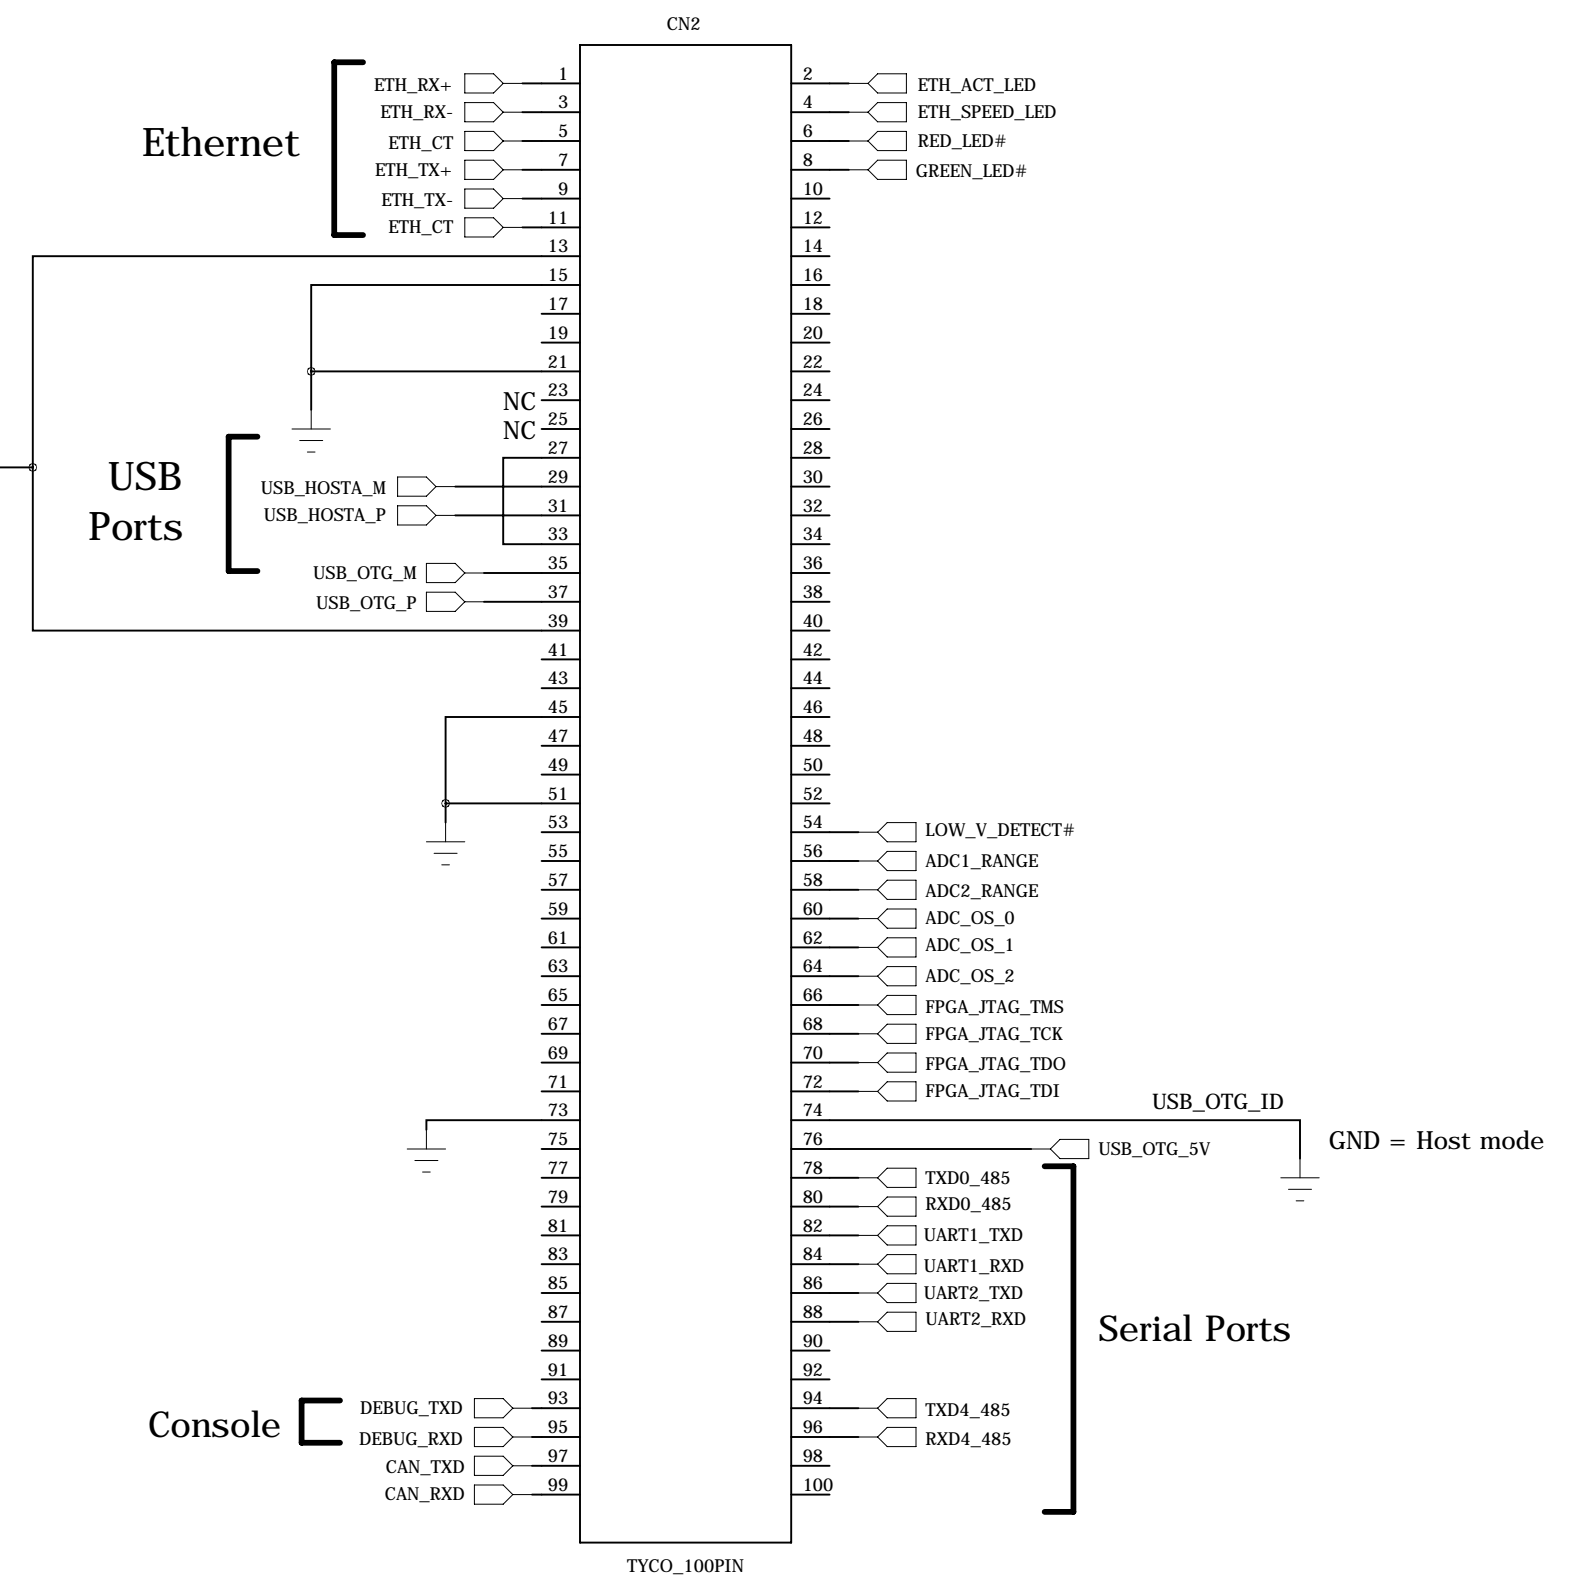 CN2
Ethernet
ETH_RX+ 1
ETH_RX- 3
ETH_CT 5
ETH_TX+ 7
ETH_TX- 9
ETH_CT 11
13
15
17
19
21
NC 23
NC 25
USB
Ports
27
USB_HOSTA_M 29
USB_HOSTA_P 31
33
USB_OTG_M 35
USB_OTG_P 37
39
41
43
45
47
49
51
53
55
57
59
61
63
65
67
69
71
73
75
77
79
81
83
85
87
89
91
Console
DEBUG_TXD 93
DEBUG_RXD 95
CAN_TXD 97
CAN_RXD 99
2 ETH_ACT_LED
4 ETH_SPEED_LED
6 RED_LED#
8 GREEN_LED#
10
12
14
16
18
20
22
24
26
28
30
32
34
36
38
40
42
44
46
48
50
52
54 LOW_V_DETECT#
56 ADC1_RANGE
58 ADC2_RANGE
60 ADC_OS_0
62 ADC_OS_1
64 ADC_OS_2
66 FPGA_JTAG_TMS
68 FPGA_JTAG_TCK
70 FPGA_JTAG_TDO
72 FPGA_JTAG_TDI
74 USB_OTG_ID
GND = Host mode
76 USB_OTG_5V
78 TXD0_485
80 RXD0_485
82 UART1_TXD
84 UART1_RXD
86 UART2_TXD
88 UART2_RXD
Serial Ports
90
92
94 TXD4_485
96 RXD4_485
98
100
TYCO_100PIN